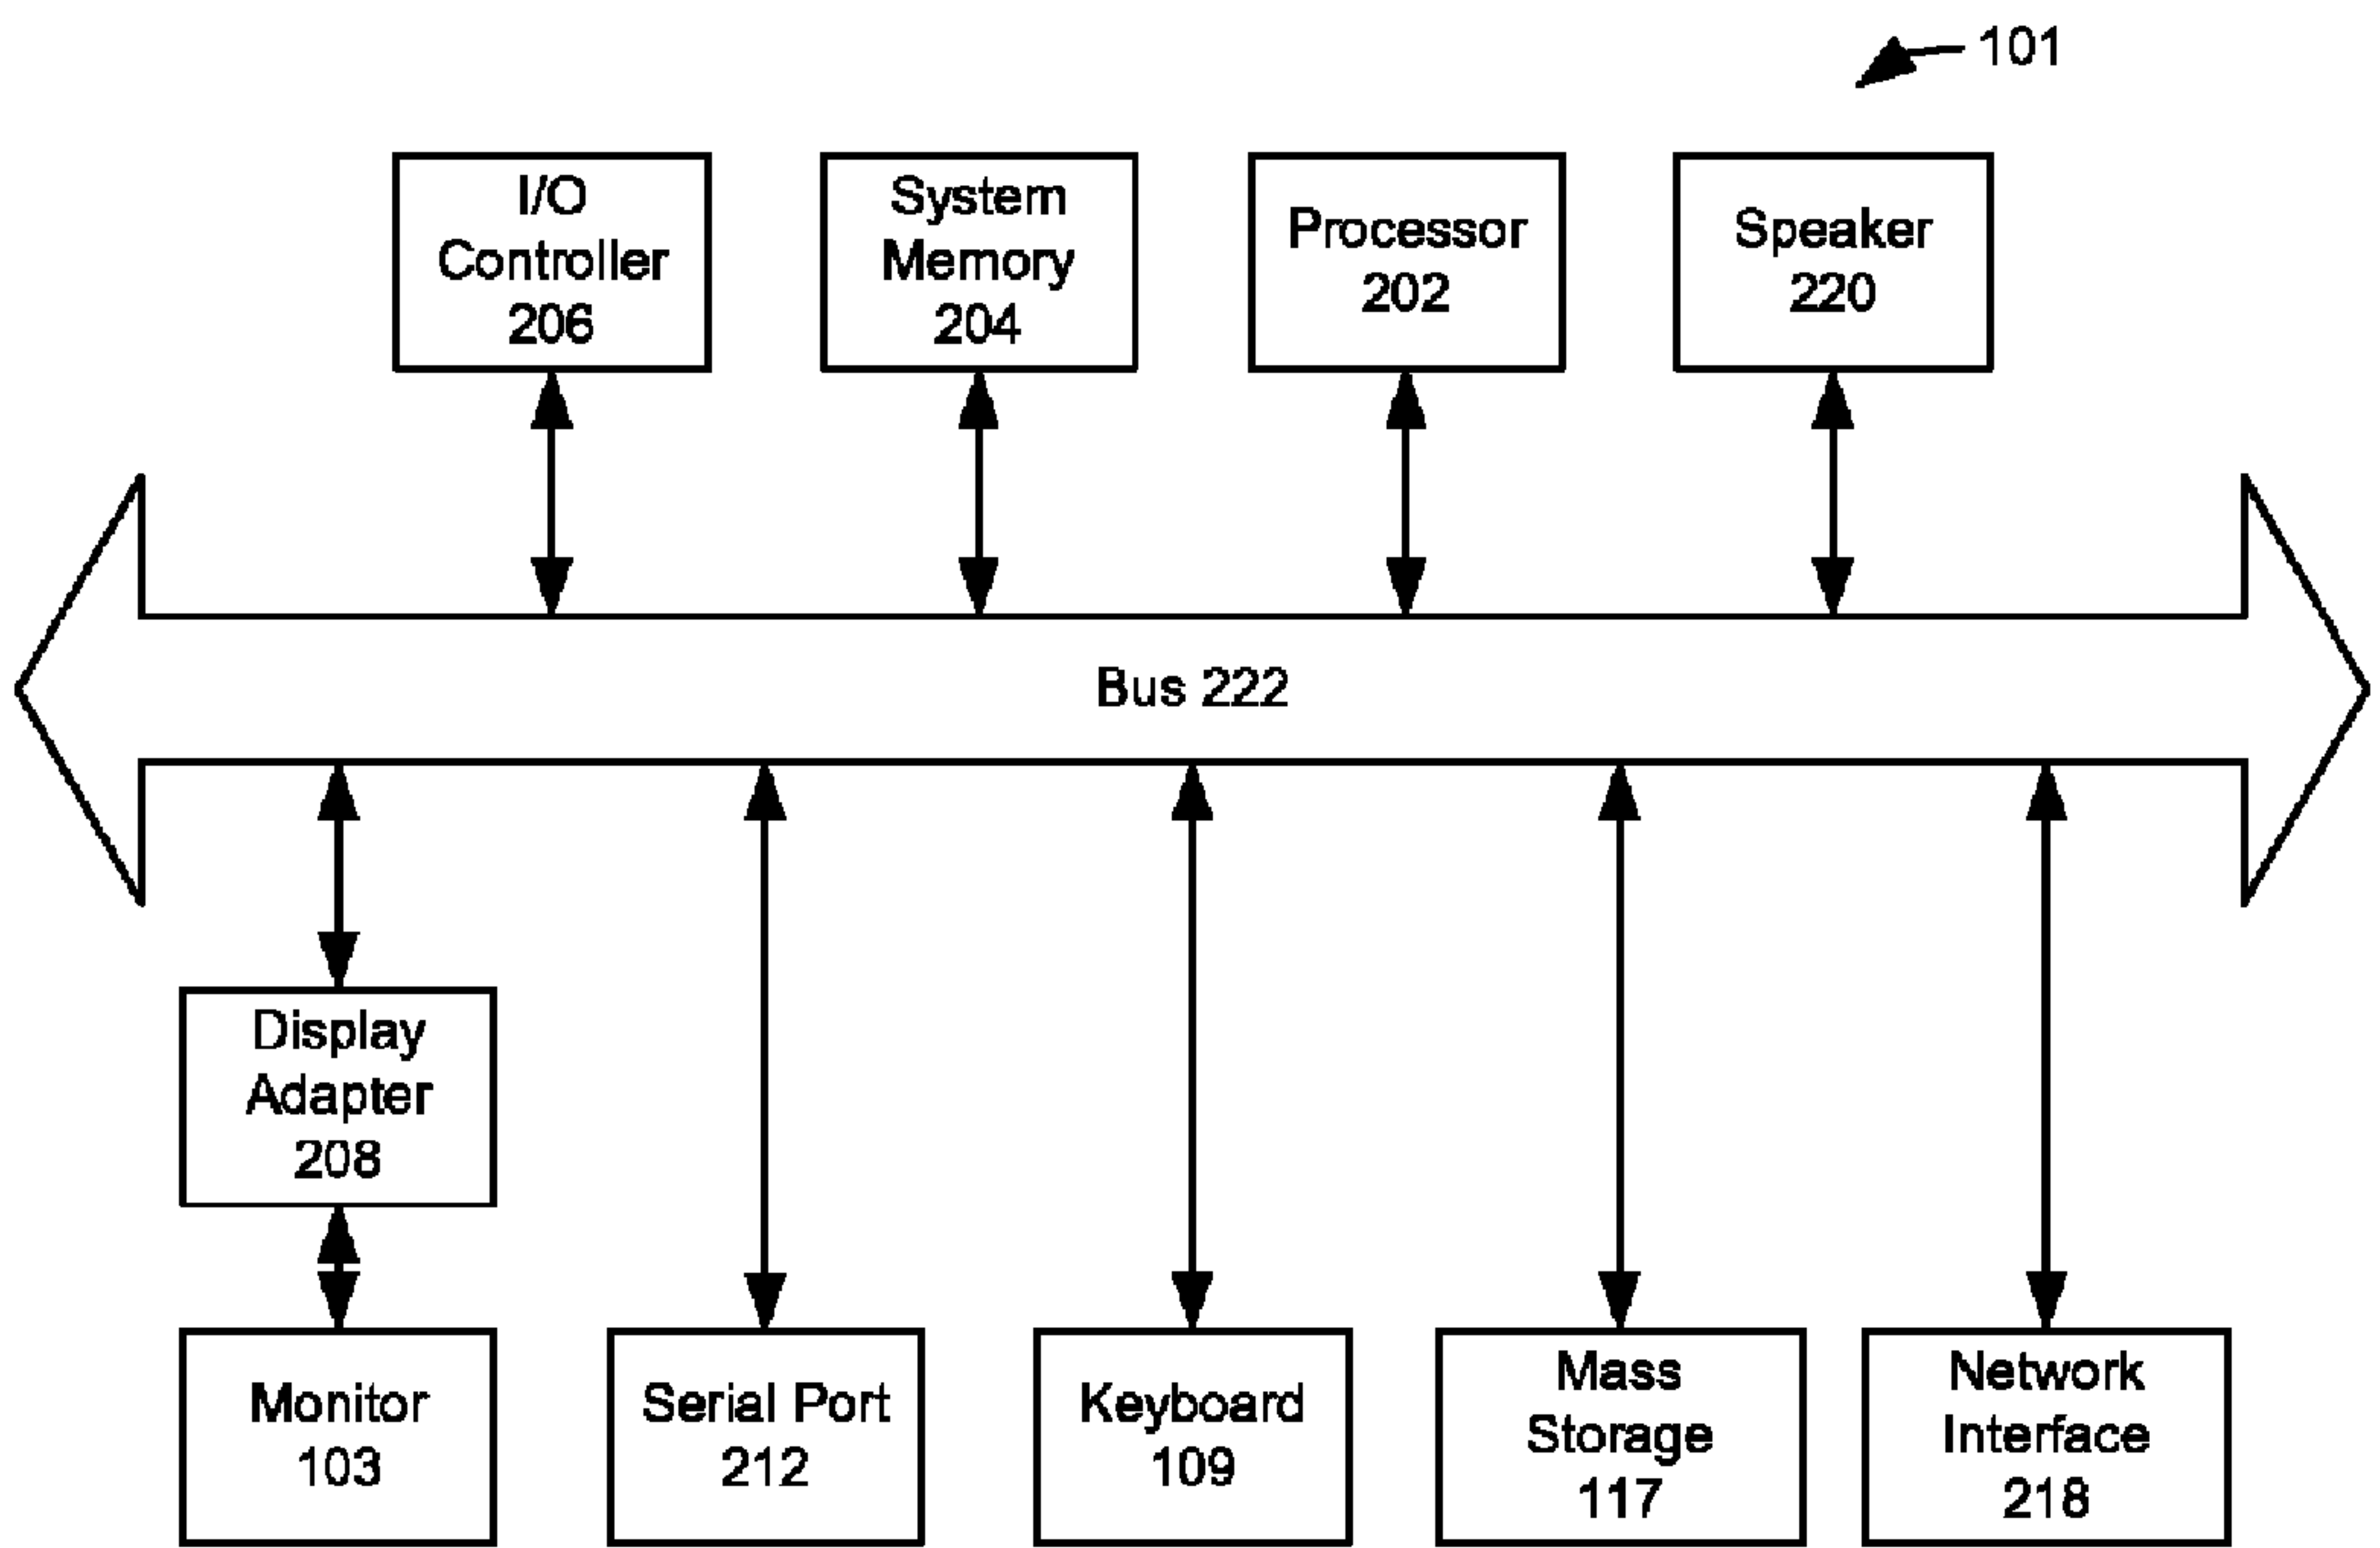 101
I/O
Controller
206
System
Memory
204
Processor
202
Speaker
220
Bus 222
Display
Adapter
208
Monitor
103
Serial Port
212
Keyboard
109
Mass
Storage
117
Network
Interface
218